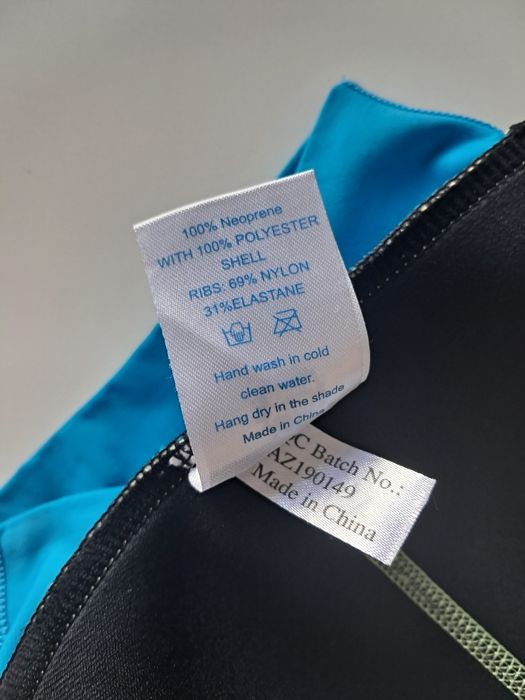 100% Neoprene
WITH 100% POLYESTER
SHELL
RIBS: 69% NYLON
31%ELASTANE
Hand wash in cold
clean water.
Hang dry in the shade
Made in China
Batch No.:
AZ190149
Made in China